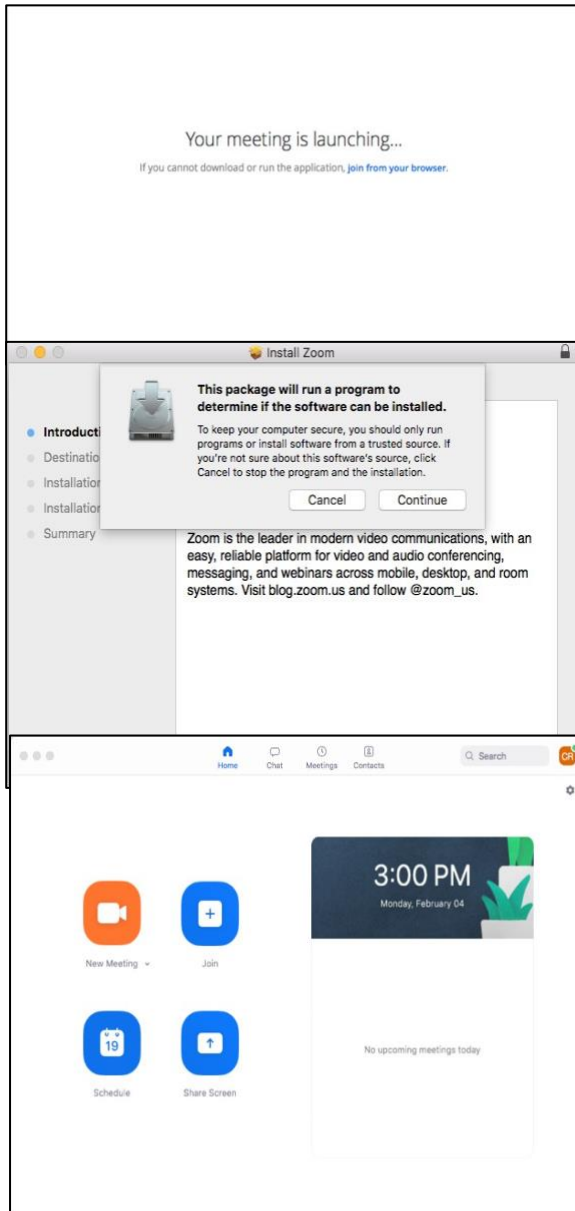 Your meeting is launching...
If you cannot download or run the application, join from your browser.
Install Zoom
This package will run a program to
determine if the software can be installed.
To keep your computer secure, you should only run
programs or install software from a trusted source. If
you're not sure about this software's source, click
Cancel to stop the program and the installation.
Cancel Continue
Introducti
Destinatio
Installation
Installation
Summary
Zoom is the leader in modern video communications, with an
easy, reliable platform for video and audio conferencing,
messaging, and webinars across mobile, desktop, and room
systems. Visit blog.zoom.us and follow @zoom_us.
Home Chat Meetings Contacts Search CR
3:00 PM
Monday, February 04
New Meeting Join
19
Schedule Share Screen
No upcoming meetings today